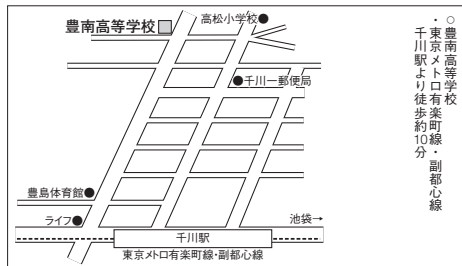 高松小学校
豊南高等学校
千川一郵便局
豊島体育館
ライフ
池袋→
千川駅
東京メトロ有楽町線・副都心線
○豊南高等学校
・東京メトロ有楽町線・副都心線
千川駅より徒歩約10分